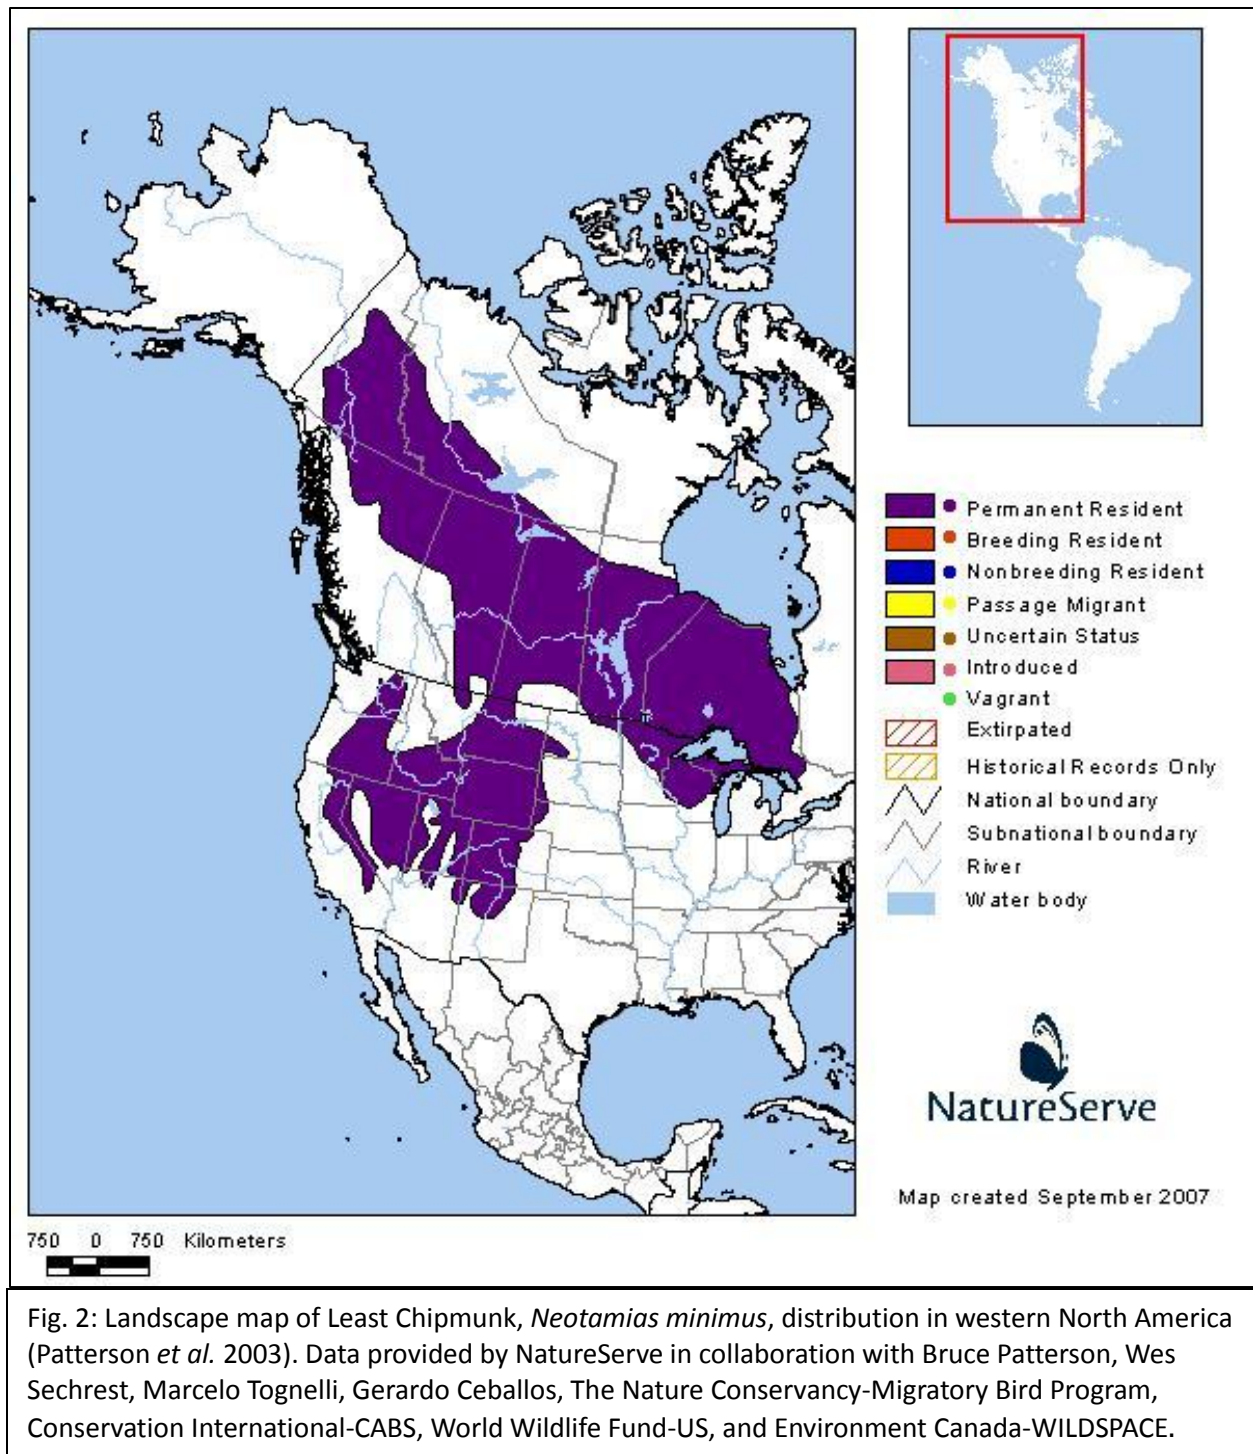 Permanent Resident
Breeding Resident
Nonbreeding Resident
Passage Migrant
Uncertain Status
Introduced
Vagrant
Extirpated
Historical Records Only
National boundary
Subnational boundary
River
Water body
NatureServe
Map created September 2007
750 0 750 Kilometers
Fig. 2: Landscape map of Least Chipmunk, Neotamias minimus, distribution in western North America
(Patterson et al. 2003). Data provided by NatureServe in collaboration with Bruce Patterson, Wes
Sechrest, Marcelo Tognelli, Gerardo Ceballos, The Nature Conservancy-Migratory Bird Program,
Conservation International-CABS, World Wildlife Fund-US, and Environment Canada-WILDSPACE.